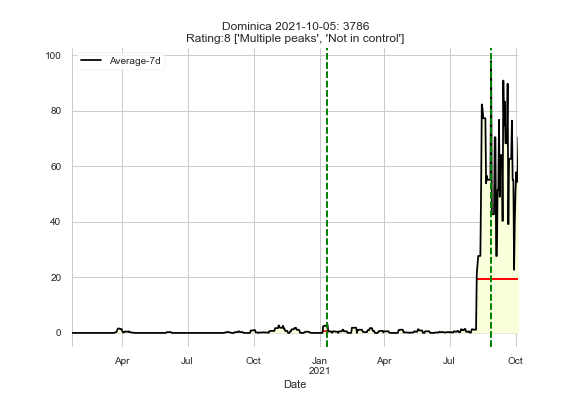 Dominica 2021-10-05: 3786
Rating:8 ['Multiple peaks', 'Not in control']
Average-7d
100
80
60
40
20
0
Apr Jul Oct Jan Apr Jul Oct
2021
Date